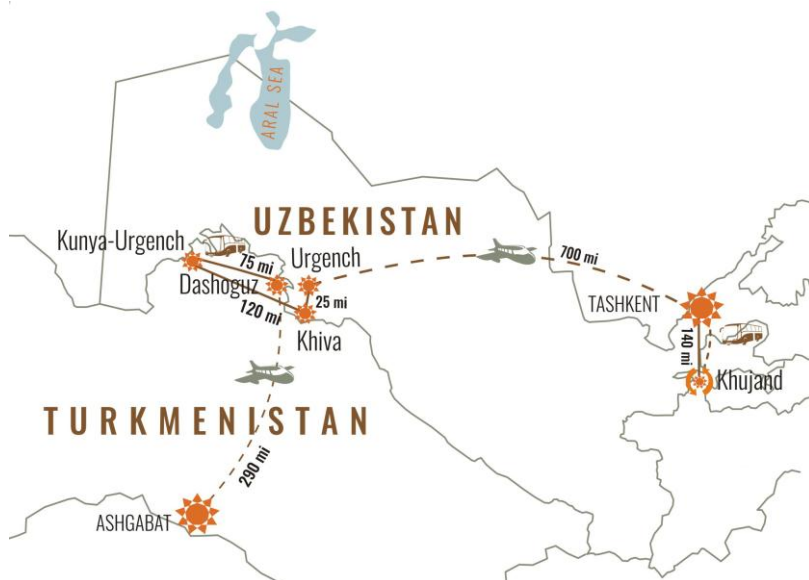 ARAL SEA
UZBEKISTAN
Kunya-Urgench
75 mi
Urgench
700 mi
Dashoguz
25 mi
120 mi
Khiva
TASHKENT
140 mi
Khujand
TURKMENISTAN
290 mi
ASHGABAT